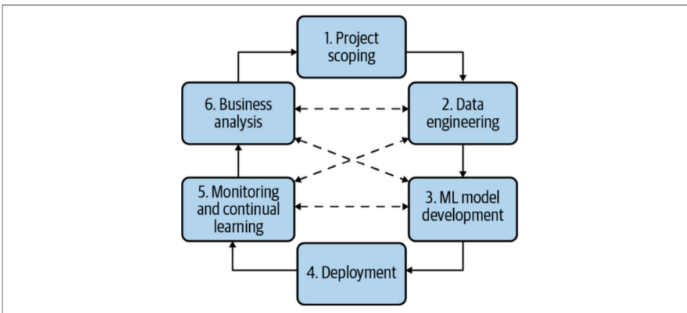 1. Project
scoping
2. Data
engineering
3. ML model
development
4. Deployment
5. Monitoring
and continual
learning
6. Business
analysis